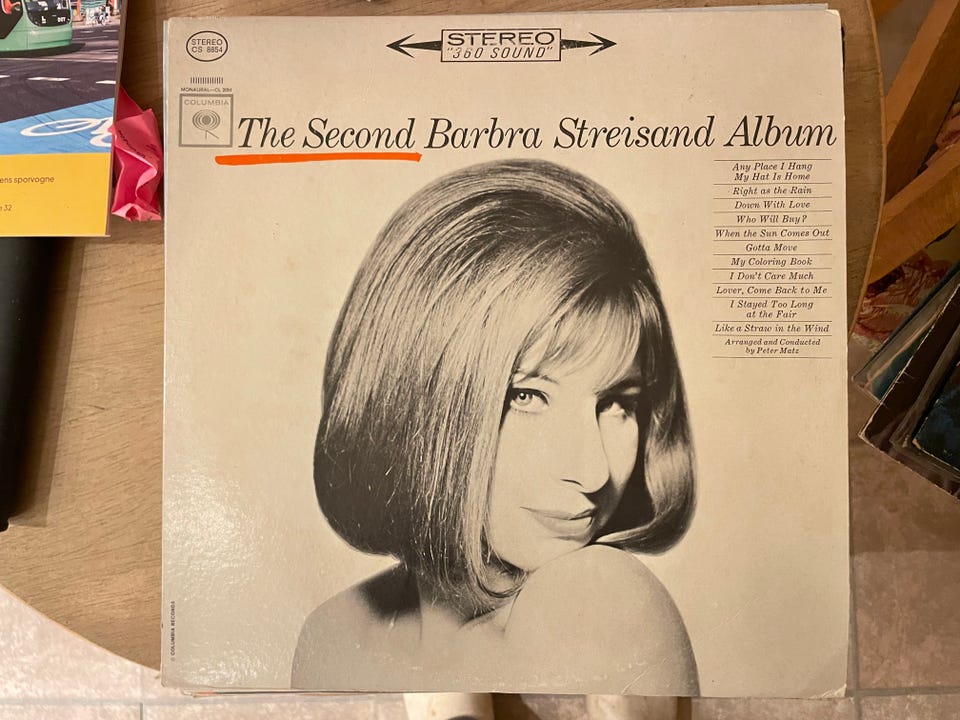 STEREO
CS 8854
STEREO
"360 SOUND"
MONAURAL—CL 2054
COLUMBIA
The Second Barbra Streisand Album
Any Place I Hang
My Hat Is Home
Right as the Rain
Down With Love
Who Will Buy?
When the Sun Comes Out
Gotta Move
My Coloring Book
I Don't Care Much
Lover, Come Back to Me
I Stayed Too Long
at the Fair
Like a Straw in the Wind
Arranged and Conducted
by Peter Matz
© COLUMBIA RECORDS
ens sporvogne
32